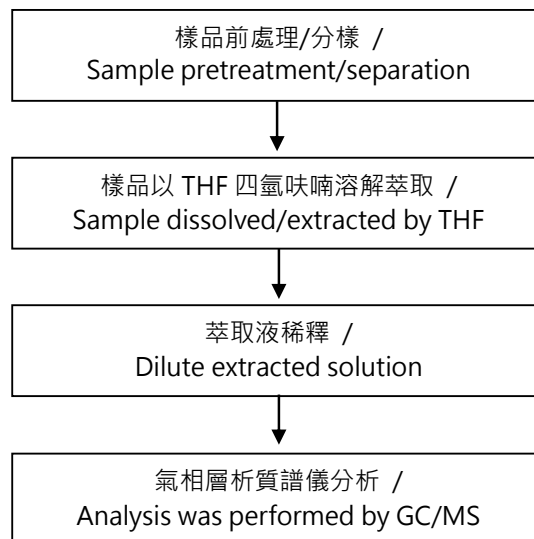 樣品前處理/分樣 /
Sample pretreatment/separation
樣品以 THF 四氫呋喃溶解萃取 /
Sample dissolved/extracted by THF
萃取液稀釋 /
Dilute extracted solution
氣相層析質譜儀分析 /
Analysis was performed by GC/MS